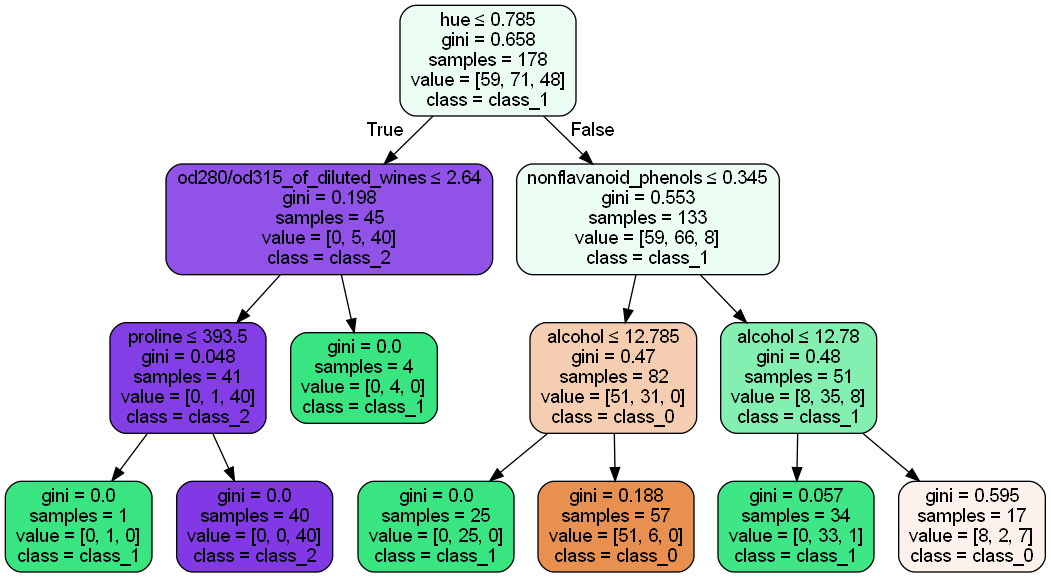 hue ≤ 0.785
gini = 0.658
samples = 178
value = [59, 71, 48]
class = class_1
True
False
od280/od315_of_diluted_wines ≤ 2.64
gini = 0.198
samples = 45
value = [0, 5, 40]
class = class_2
nonflavanoid_phenols ≤ 0.345
gini = 0.553
samples = 133
value = [59, 66, 8]
class = class_1
proline ≤ 393.5
gini = 0.048
samples = 41
value = [0, 1, 40]
class = class_2
gini = 0.0
samples = 4
value = [0, 4, 0]
class = class_1
alcohol ≤ 12.785
gini = 0.47
samples = 82
value = [51, 31, 0]
class = class_0
alcohol ≤ 12.78
gini = 0.48
samples = 51
value = [8, 35, 8]
class = class_1
gini = 0.0
samples = 1
value = [0, 1, 0]
class = class_1
gini = 0.0
samples = 40
value = [0, 0, 40]
class = class_2
gini = 0.0
samples = 25
value = [0, 25, 0]
class = class_1
gini = 0.188
samples = 57
value = [51, 6, 0]
class = class_0
gini = 0.057
samples = 34
value = [0, 33, 1]
class = class_1
gini = 0.595
samples = 17
value = [8, 2, 7]
class = class_0